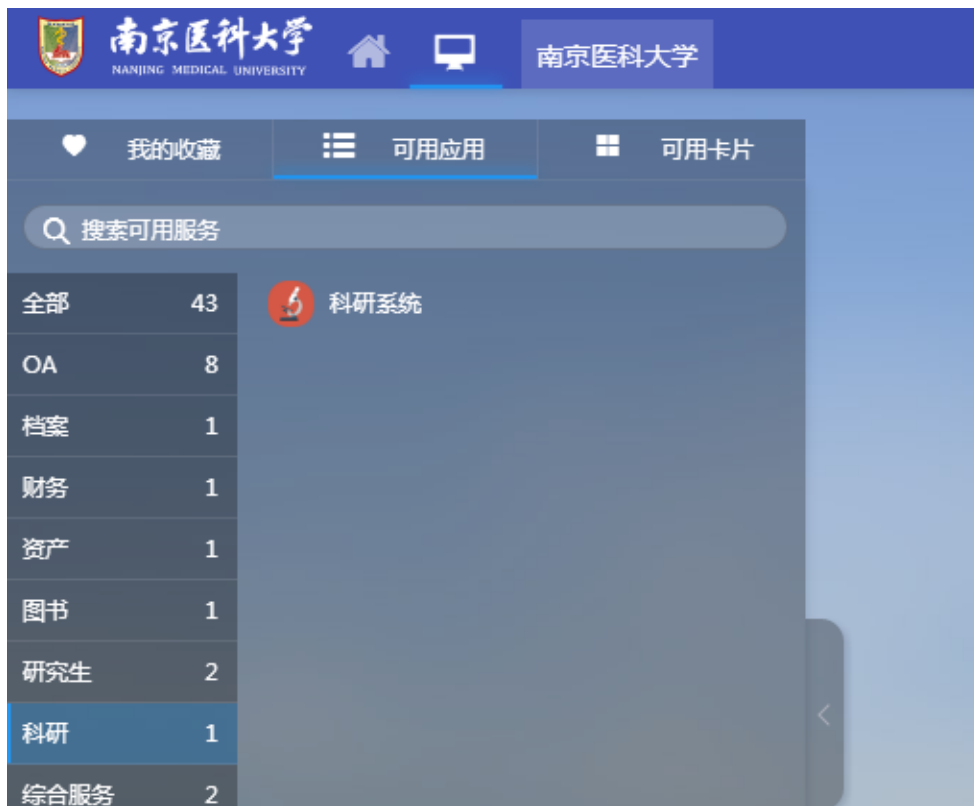 南京医科大学
NANJING MEDICAL UNIVERSITY
南京医科大学
我的收藏 可用应用 可用卡片
搜索可用服务
全部 43
科研系统
OA 8
档案 1
财务 1
资产 1
图书 1
研究生 2
科研 1
综合服务 2